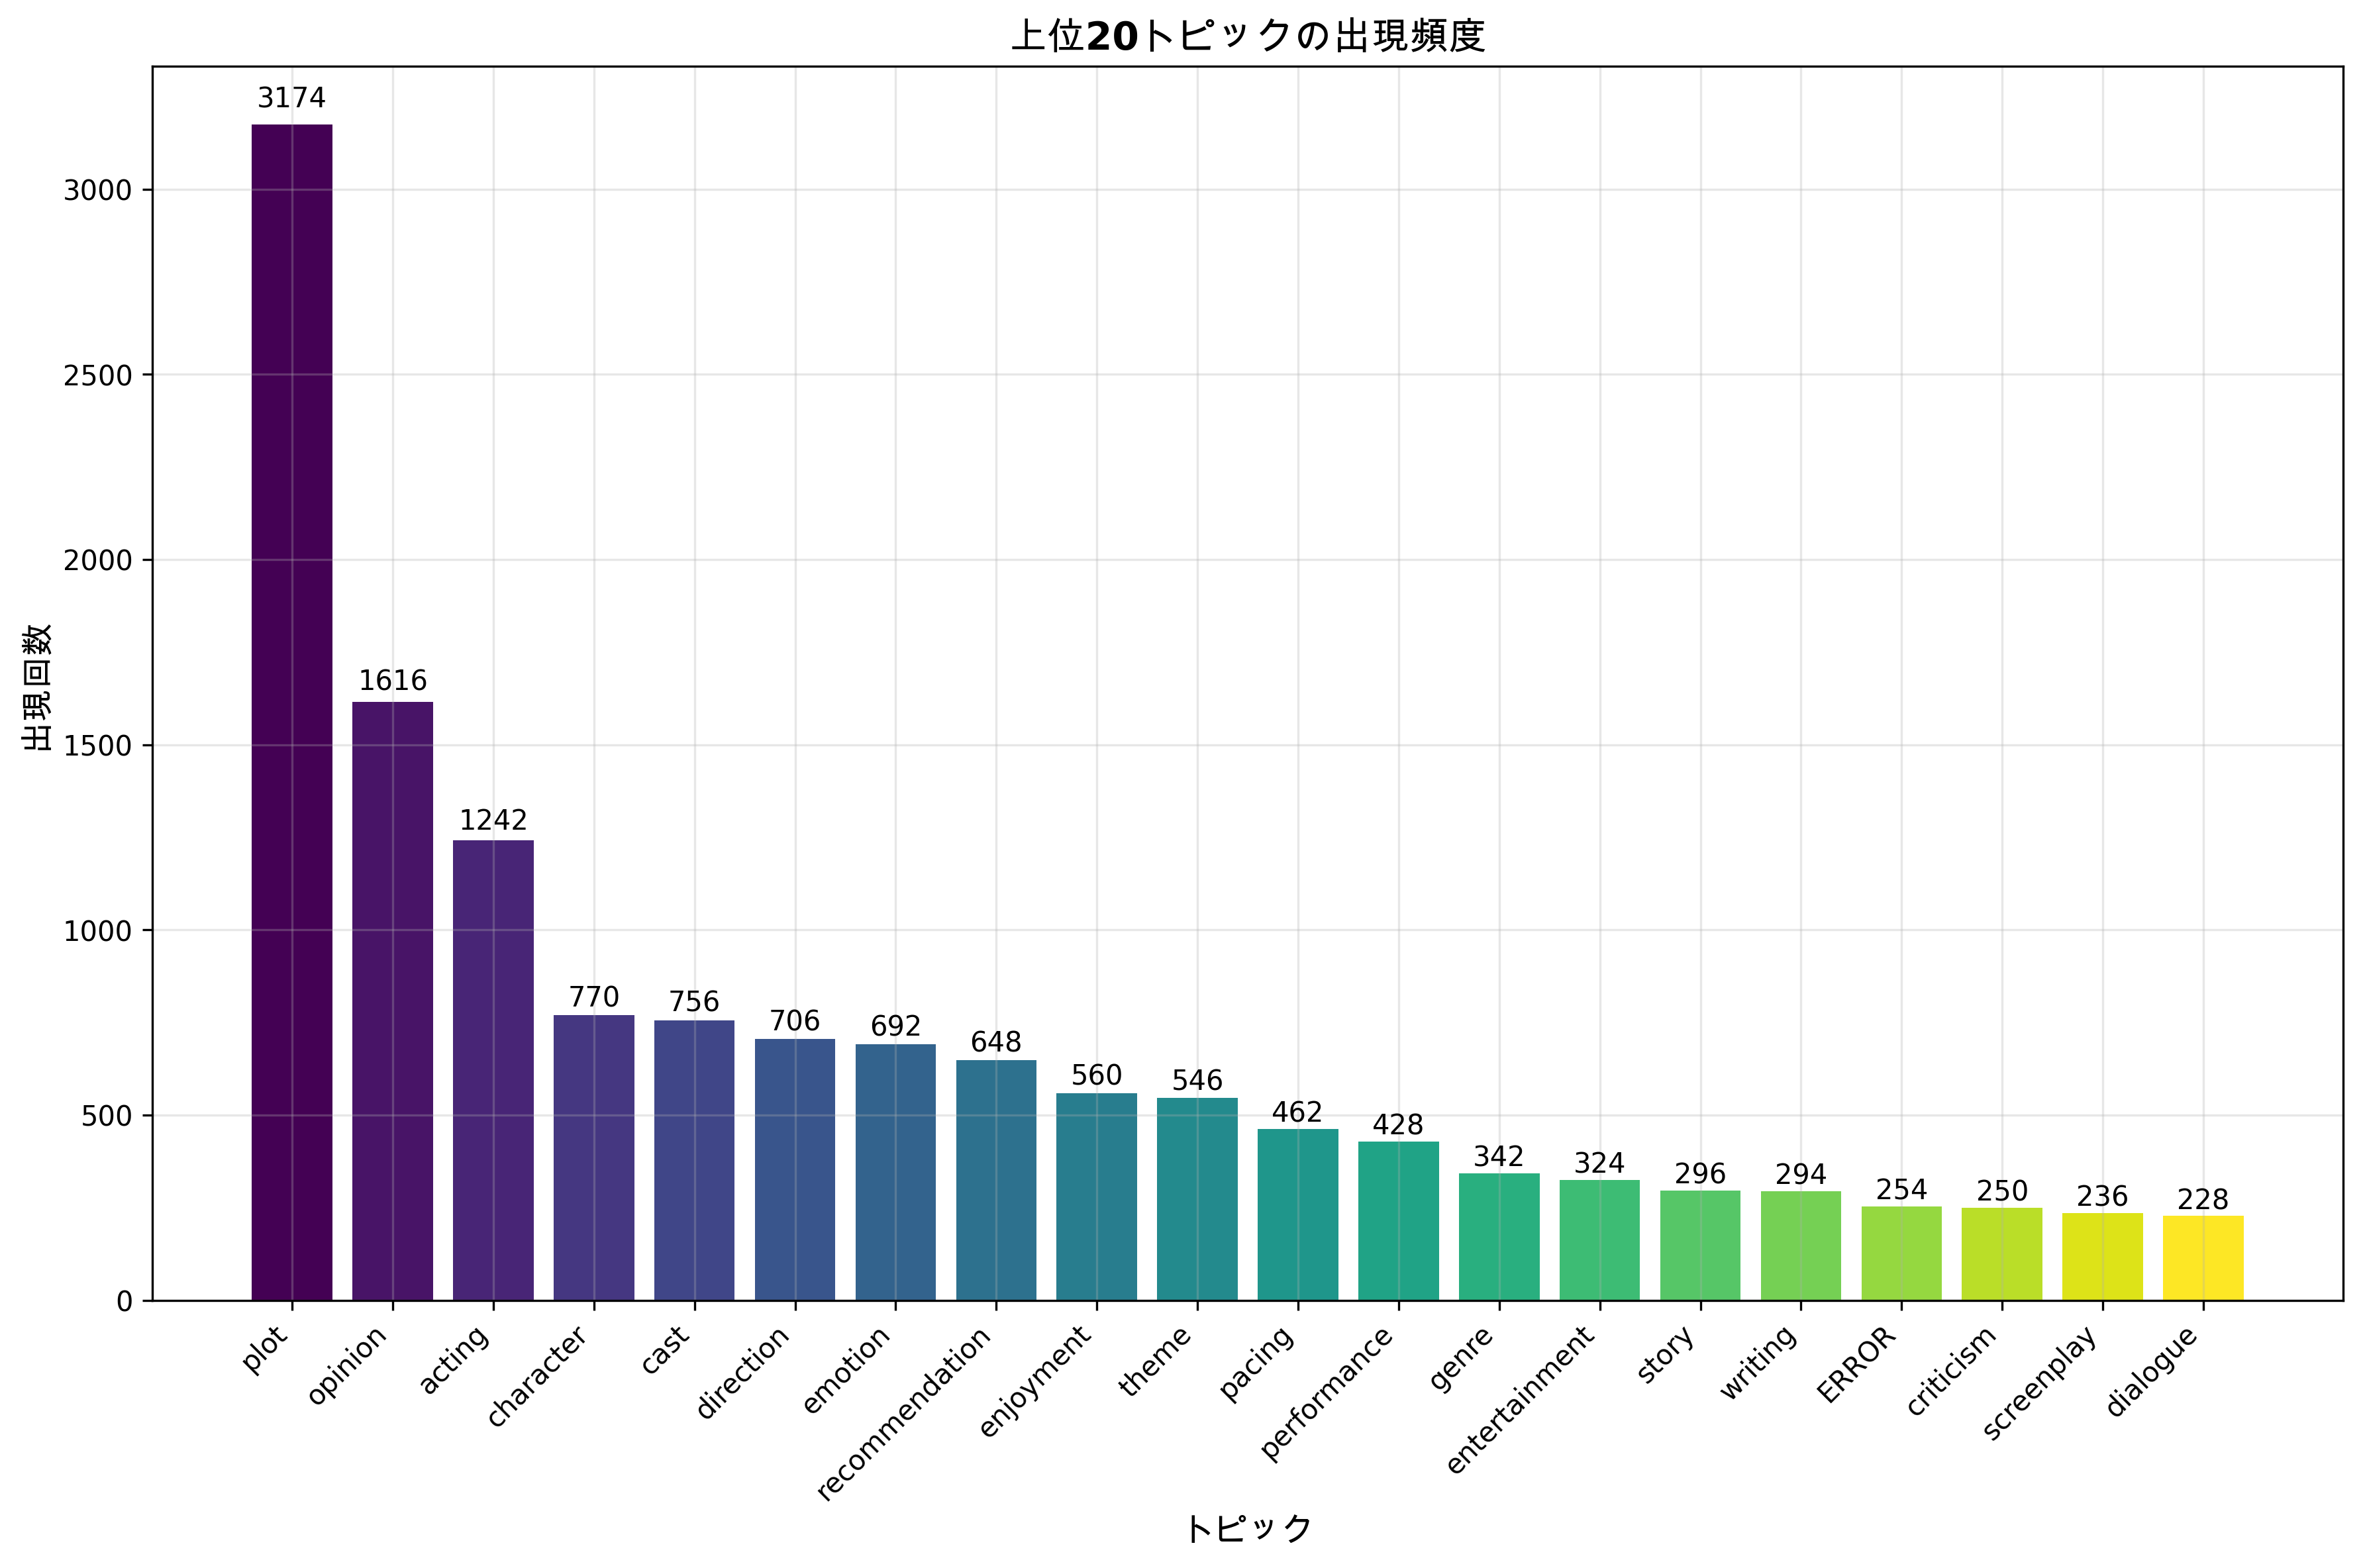 上位20トピックの出現頻度
出現回数
3000
2500
2000
1500
1000
500
0
3174
1616
1242
770
756
706
692
648
560
546
462
428
342
324
296
294
254
250
236
228
plot
opinion
acting
character
cast
direction
emotion
recommendation
enjoyment
theme
pacing
performance
genre
entertainment
story
writing
ERROR
criticism
screenplay
dialogue
トピック